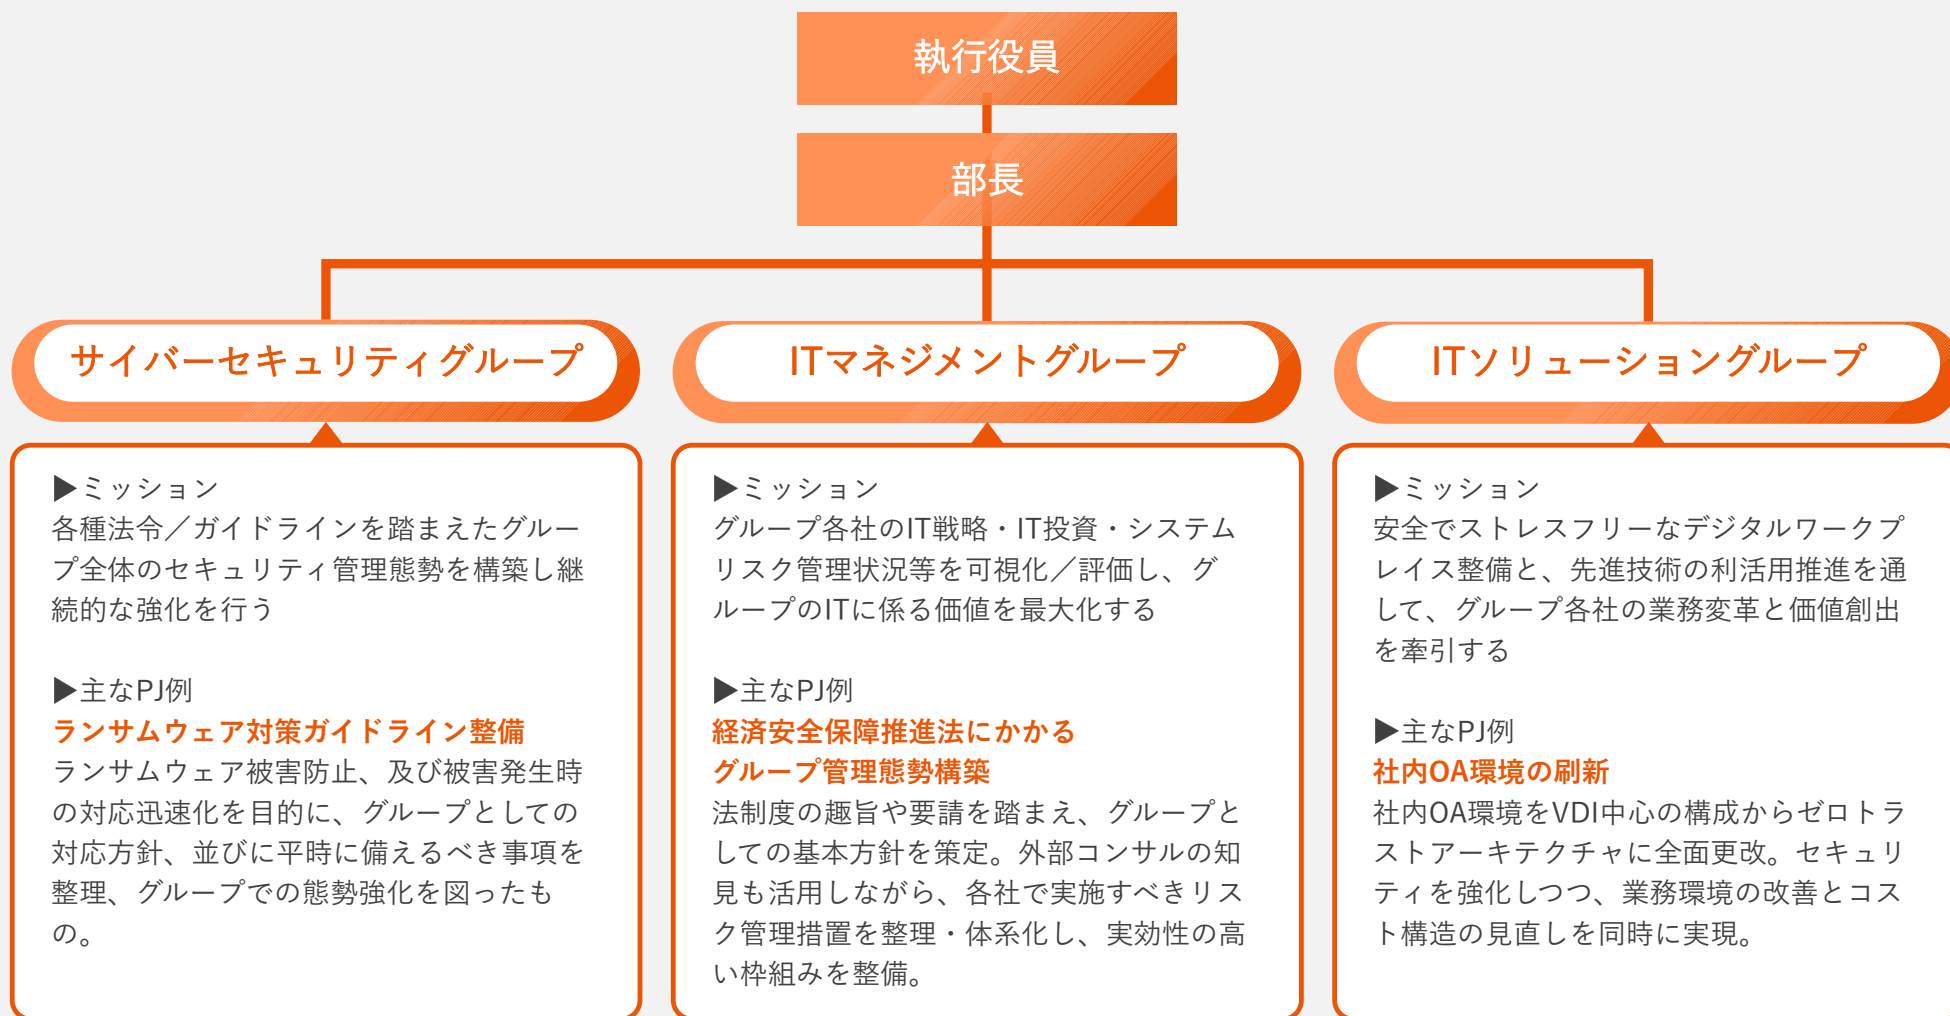 執行役員
部長
サイバーセキュリティグループ
▶ミッション
各種法令／ガイドラインを踏まえたグルー
プ全体のセキュリティ管理態勢を構築し継
続的な強化を行う
▶主なPJ例
ランサムウェア対策ガイドライン整備
ランサムウェア被害防止、及び被害発生時
の対応迅速化を目的に、グループとしての
対応方針、並びに平時に備えるべき事項を
整理、グループでの態勢強化を図ったも
の。
ITマネジメントグループ
▶ミッション
グループ各社のIT戦略・IT投資・システム
リスク管理状況等を可視化／評価し、グ
ループのITに係る価値を最大化する
▶主なPJ例
経済安全保障推進法にかかる
グループ管理態勢構築
法制度の趣旨や要請を踏まえ、グループと
しての基本方針を策定。外部コンサルの知
見も活用しながら、各社で実施すべきリス
ク管理措置を整理・体系化し、実効性の高
い枠組みを整備。
ITソリューショングループ
▶ミッション
安全でストレスフリーなデジタルワークプ
レイス整備と、先進技術の利活用推進を通
して、グループ各社の業務変革と価値創出
を牽引する
▶主なPJ例
社内OA環境の刷新
社内OA環境をVDI中心の構成からゼロトラ
ストアーキテクチャに全面更改。セキュリ
ティを強化しつつ、業務環境の改善とコス
ト構造の見直しを同時に実現。